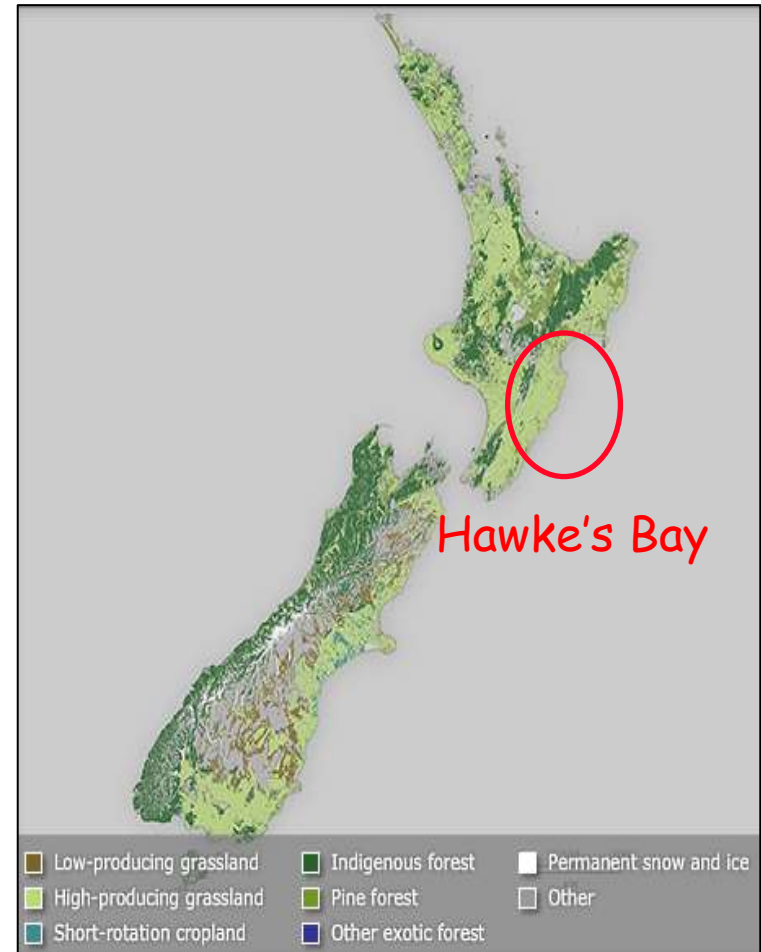 Hawke's Bay
Low-producing grassland
High-producing grassland
Short-rotation cropland
Indigenous forest
Pine forest
Other exotic forest
Permanent snow and ice
Other